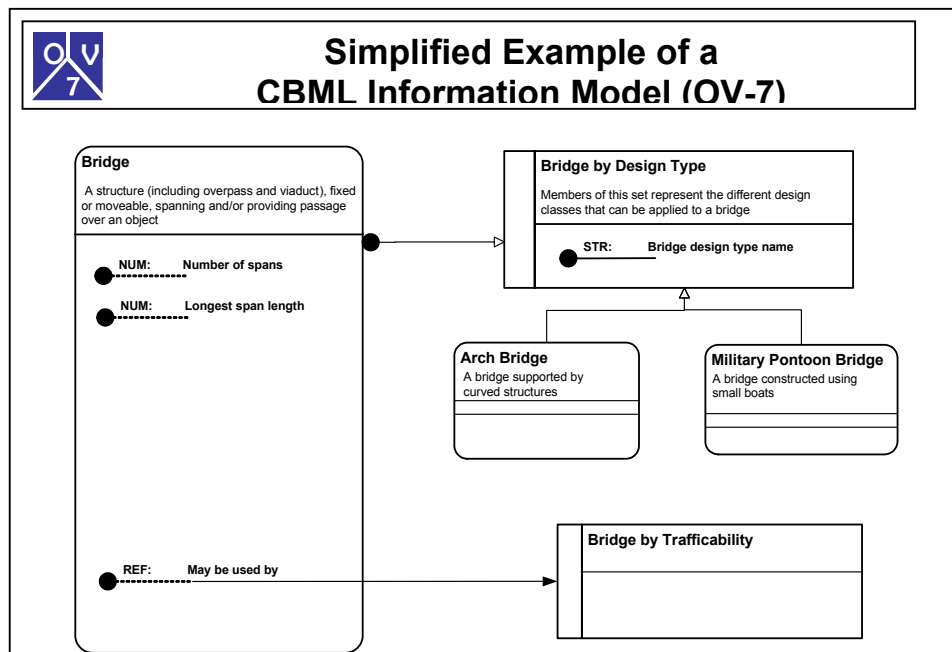 O V
7
Simplified Example of a
CBML Information Model (OV-7)
Bridge
A structure (including overpass and viaduct), fixed
or moveable, spanning and/or providing passage
over an object
NUM: Number of spans
NUM: Longest span length
REF: May be used by
Bridge by Design Type
Members of this set represent the different design
classes that can be applied to a bridge
STR: Bridge design type name
Arch Bridge
A bridge supported by
curved structures
Military Pontoon Bridge
A bridge constructed using
small boats
Bridge by Trafficability